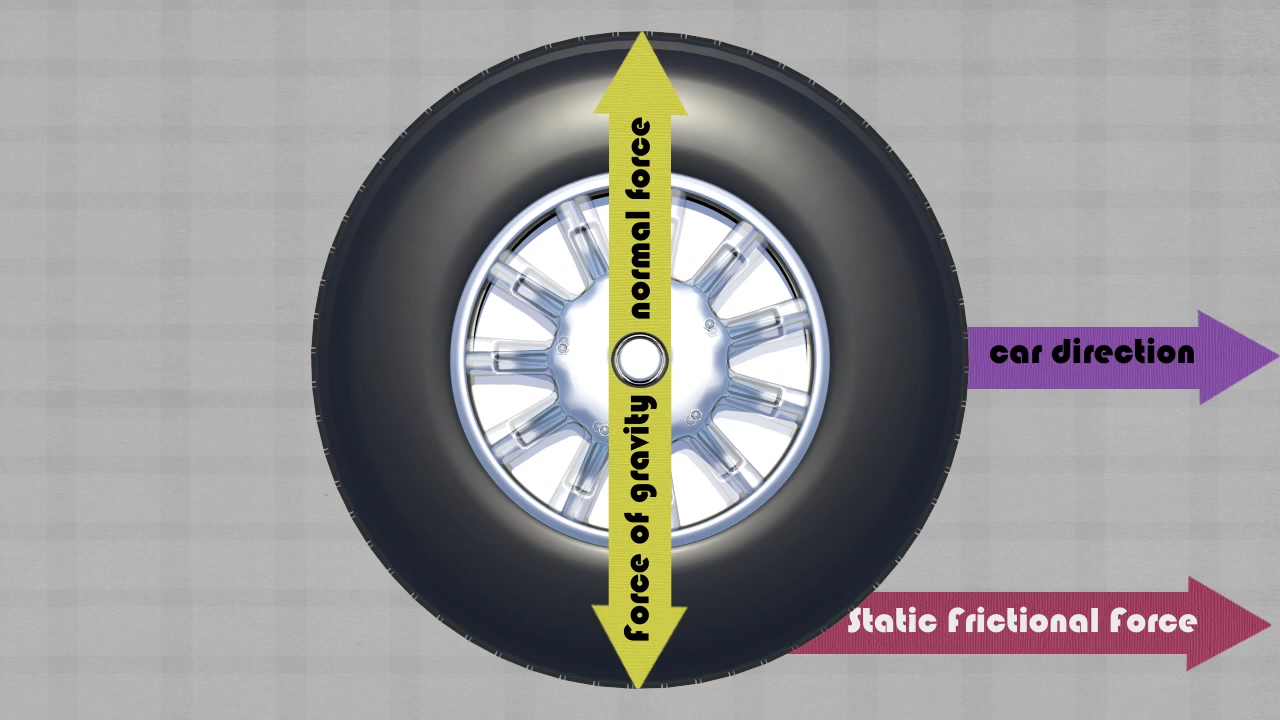 normal force
force of gravity
car direction
Static Frictional Force